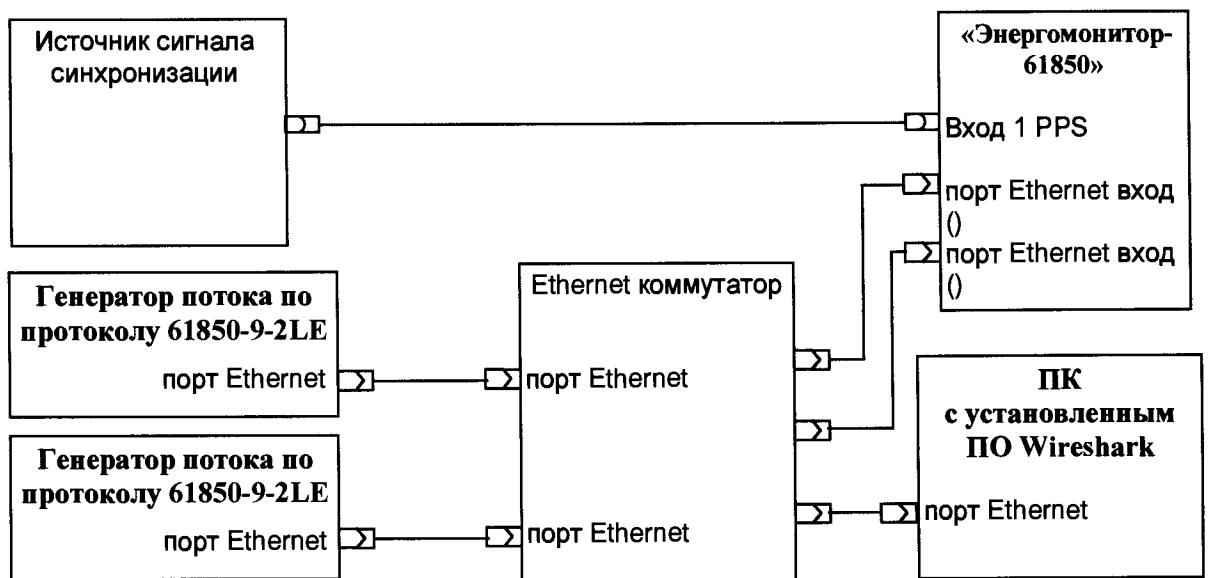 Источник сигнала
синхронизации
«Энергомонитор-
61850»
Вход 1 PPS
порт Ethernet вход
()
порт Ethernet вход
()
Генератор потока по
протоколу 61850-9-2LE
порт Ethernet
Генератор потока по
протоколу 61850-9-2LE
порт Ethernet
Ethernet коммутатор
порт Ethernet
порт Ethernet
ПК
с установленным
ПО Wireshark
порт Ethernet